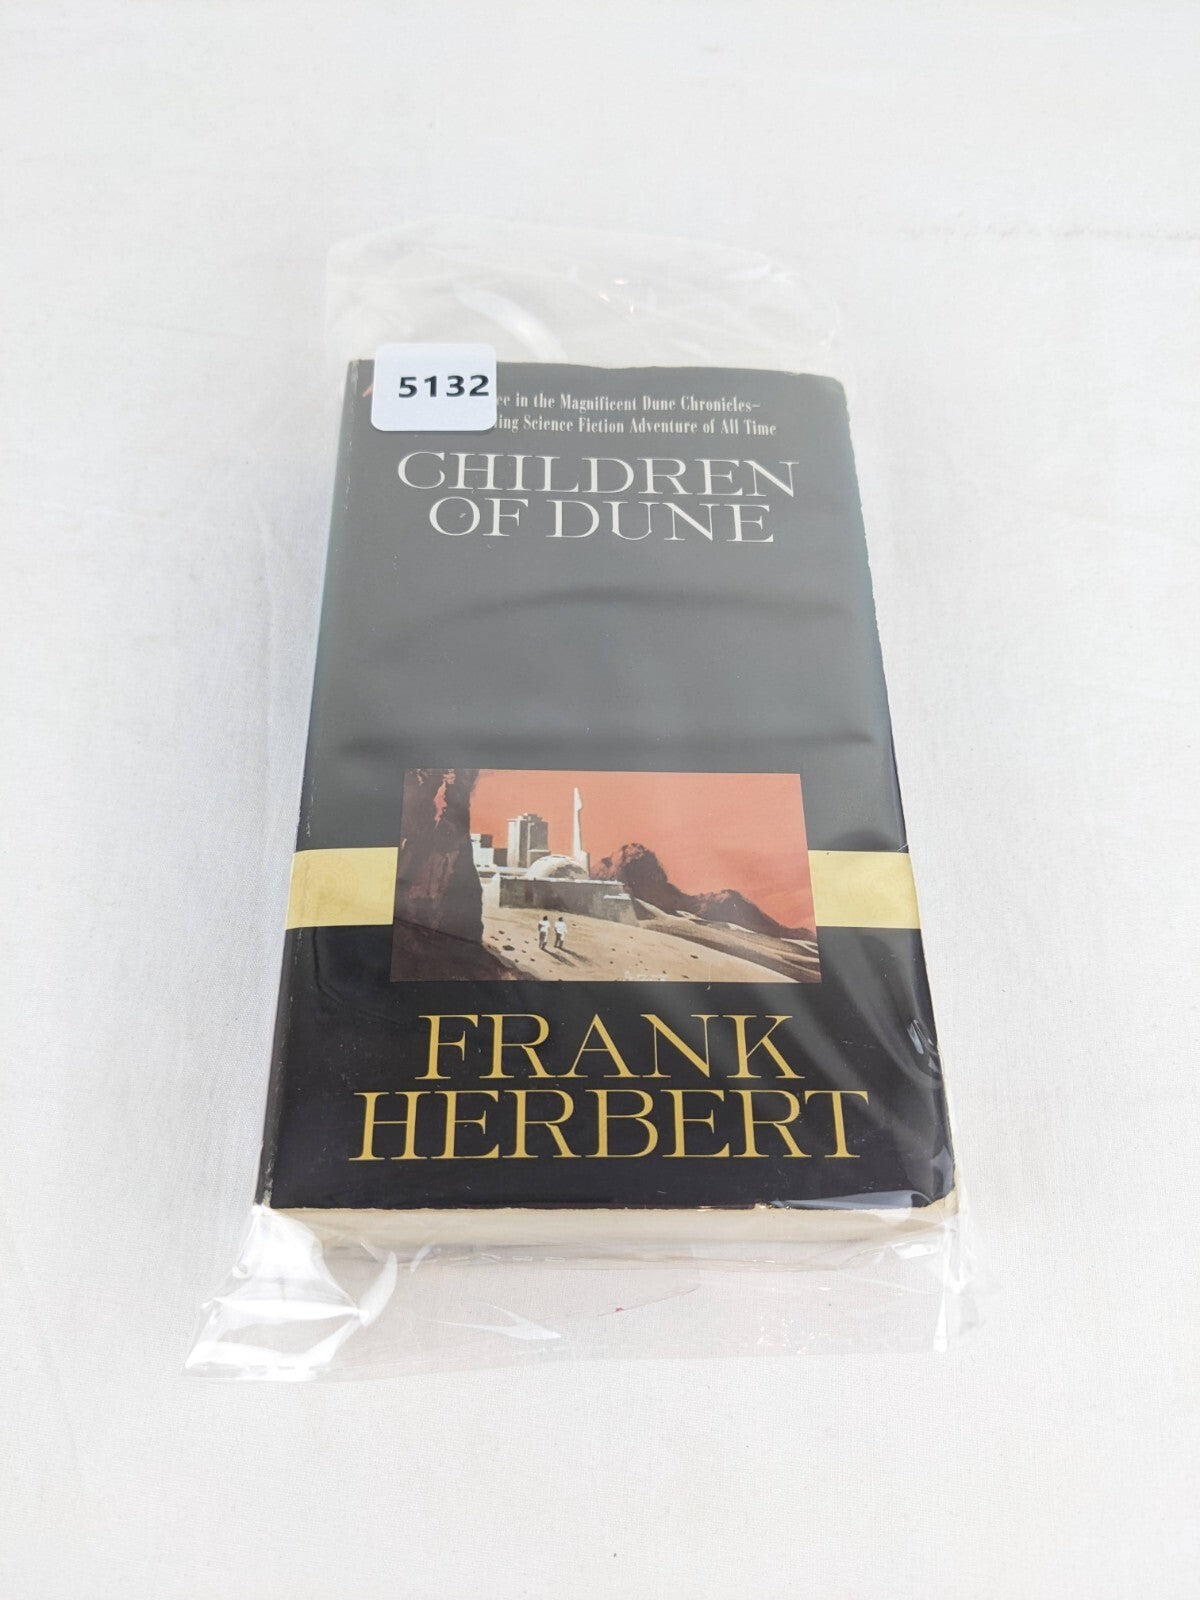 5132
in the Magnificent Dune Chronicles–
Science Fiction Adventure of All Time
CHILDREN
OF DUNE
FRANK
HERBERT